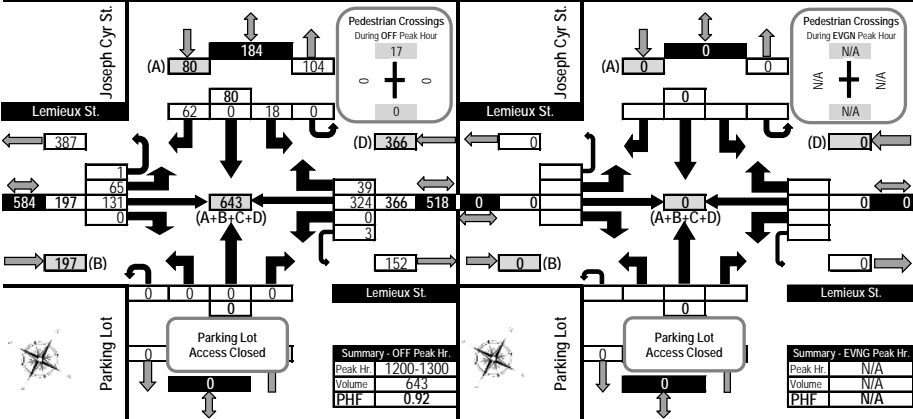 Joseph Cyr St.
184
(A) 80 104
Pedestrian Crossings
During OFF Peak Hour
17
0 0
0
80
62 0 18 0
Lemieux St.
387
(D) 366
1
65
131
0
584 197
643
(A+B+C+D)
39
324
0
3
366 518
197 (B)
152
0 0 0 0
0
Lemieux St.
Parking Lot
Parking Lot
Access Closed
0
0
Summary - OFF Peak Hr.
Peak Hr. 1200-1300
Volume 643
PHF 0.92
Joseph Cyr St.
0
(A) 0 0
Pedestrian Crossings
During EVGN Peak Hour
N/A
N/A N/A
N/A
0
Lemieux St.
0
(D) 0
0 0
0
(A+B+C+D)
0 0
0 (B)
0
0
Lemieux St.
Parking Lot
Parking Lot
Access Closed
0
0
Summary - EVNG Peak Hr.
Peak Hr. N/A
Volume N/A
PHF N/A